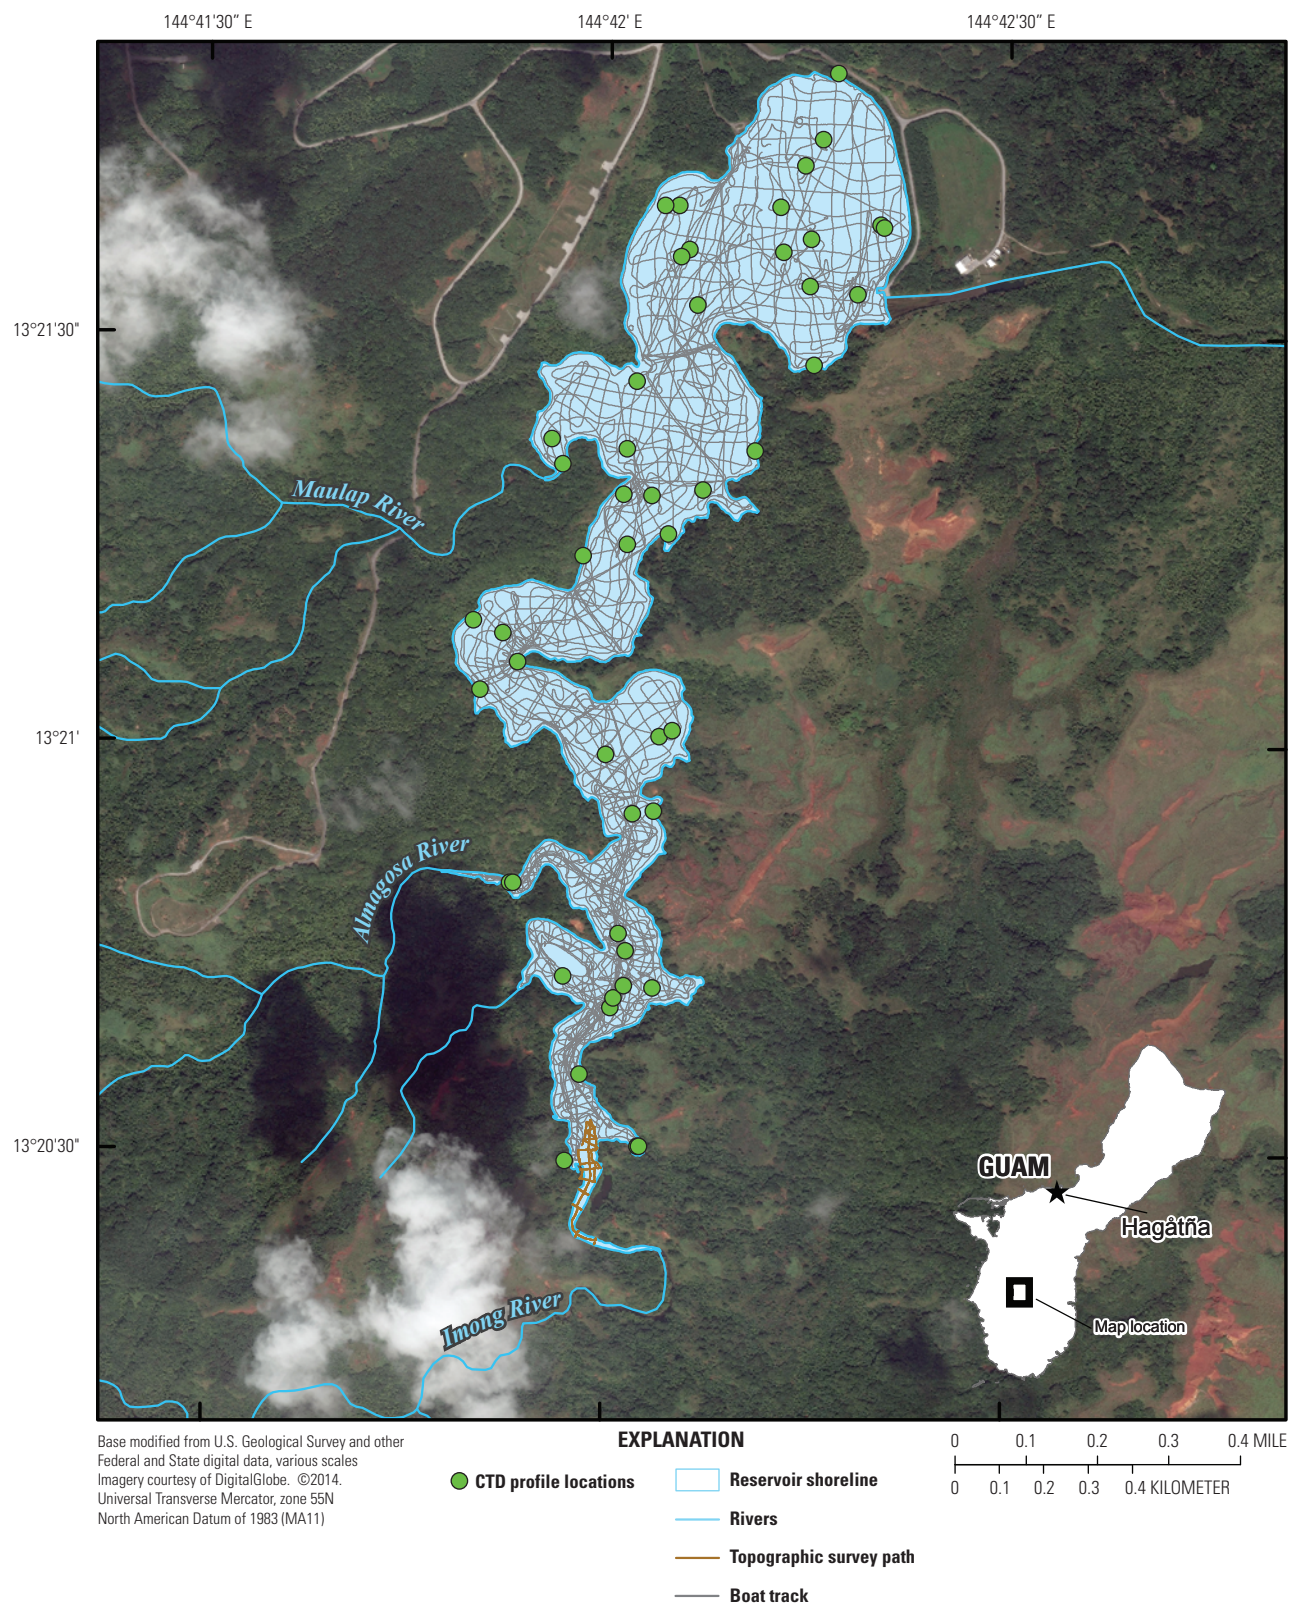 144°41'30" E
144°42' E
144°42'30" E
13°21'30"
Maulap River
13°21'
Almagosa River
13°20'30"
GUAM
Hagåtña
Map location
Imong River
Base modified from U.S. Geological Survey and other
Federal and State digital data, various scales
Imagery courtesy of DigitalGlobe. ©2014.
Universal Transverse Mercator, zone 55N
North American Datum of 1983 (MA11)
EXPLANATION
CTD profile locations
Reservoir shoreline
Rivers
Topographic survey path
Boat track
0 0.1 0.2 0.3 0.4 MILE
0 0.1 0.2 0.3 0.4 KILOMETER